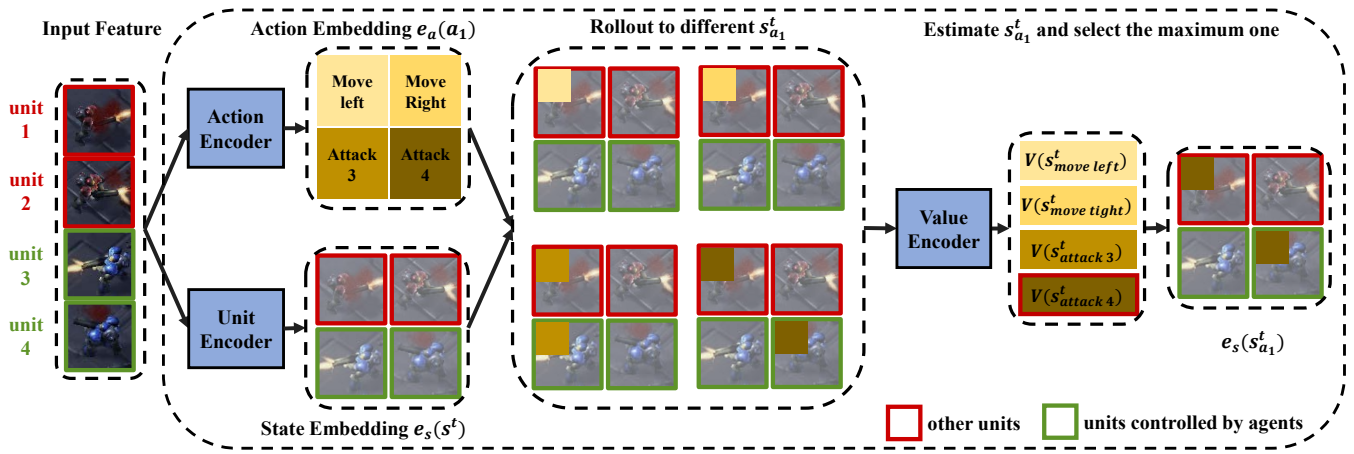 Input Feature
unit
1
unit
2
unit
3
unit
4
Action Embedding e_a(a_1)
Action
Encoder
Move
left
Move
Right
Attack
3
Attack
4
Unit
Encoder
State Embedding e_s(s^t)
Rollout to different s^t_{a_1}
Estimate s^t_{a_1} and select the maximum one
Value
Encoder
V(s^t_{move left})
V(s^t_{move tight})
V(s^t_{attack 3})
V(s^t_{attack 4})
e_s(s^t_{a_1})
other units
units controlled by agents